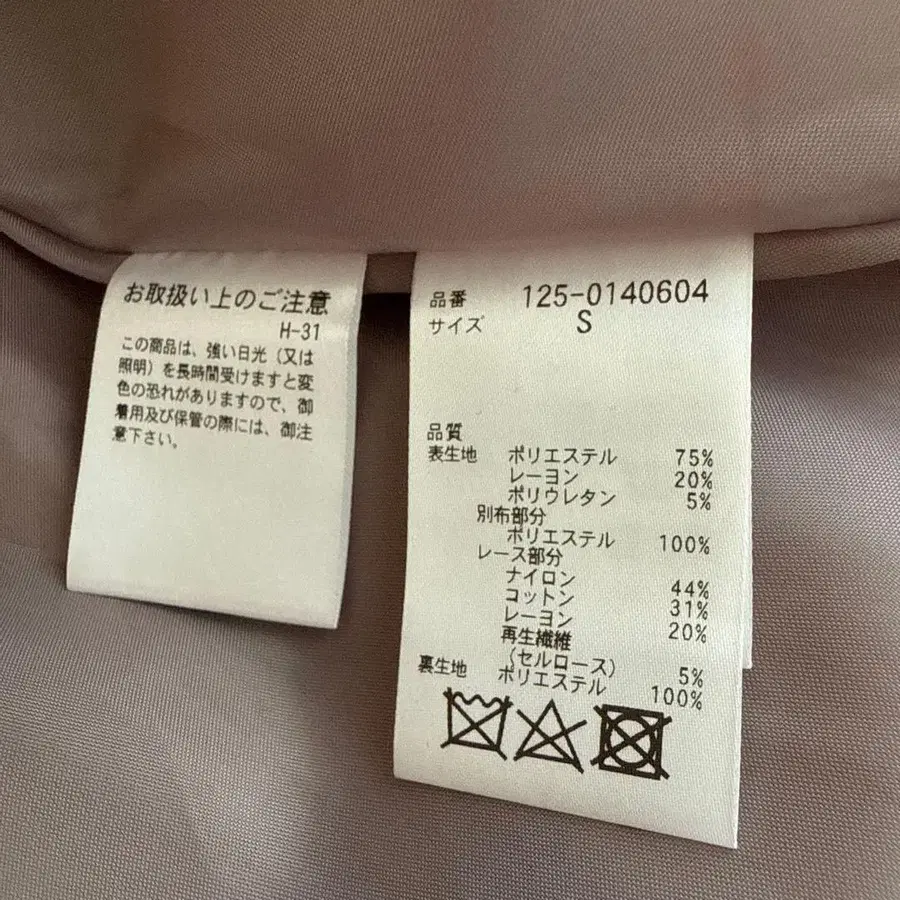 お取扱い上のご注意
H-31
この商品は、強い日光（又は
照明）を長時間受けますと変
色の恐れがありますので、御
着用及び保管の際には、御注
意下さい。
品番 125-0140604
サイズ S
品質
表生地 ポリエステル 75%
レーヨン 20%
ポリウレタン 5%
別布部分
ポリエステル 100%
レース部分
ナイロン 44%
コットン 31%
レーヨン 20%
再生繊維
（セルロース） 5%
裏生地 ポリエステル 100%